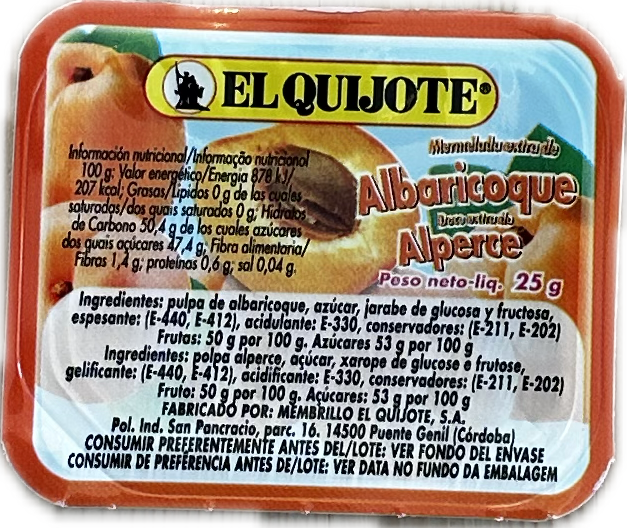 EL QUIJOTE®
Mermelada extra de
Albaricoque
Doce extra de
Alperce
Peso neto-liq. 25 g
Información nutricional/Informação nutricional
100 g: Valor energético/Energia 878 kJ/
207 kcal; Grasas/Lípidos 0 g de las cuales
saturadas/dos quais saturados 0 g; Hidratos
de Carbono 50,4 g de los cuales azúcares
dos quais açúcares 47,4 g; Fibra alimentaria/
Fibras 1,4 g; proteínas 0,6 g; sal 0,04 g.
Ingredientes: pulpa de albaricoque, azúcar, jarabe de glucosa y fructosa,
espesante: (E-440, E-412), acidulante: E-330, conservadores: (E-211, E-202)
Frutas: 50 g por 100 g. Azúcares 53 g por 100 g
Ingredientes: polpa alperce, açúcar, xarope de glucose e frutose,
gelificante: (E-440, E-412), acidificante: E-330, conservadores: (E-211, E-202)
Fruto: 50 g por 100 g. Açúcares: 53 g por 100 g
FABRICADO POR: MEMBRILLO EL QUIJOTE, S.A.
Pol. Ind. San Pancracio, parc. 16. 14500 Puente Genil (Córdoba)
CONSUMIR PREFERENTEMENTE ANTES DEL/LOTE: VER FONDO DEL ENVASE
CONSUMIR DE PREFÊRENCIA ANTES DE/LOTE: VER DATA NO FUNDO DA EMBALAGEM